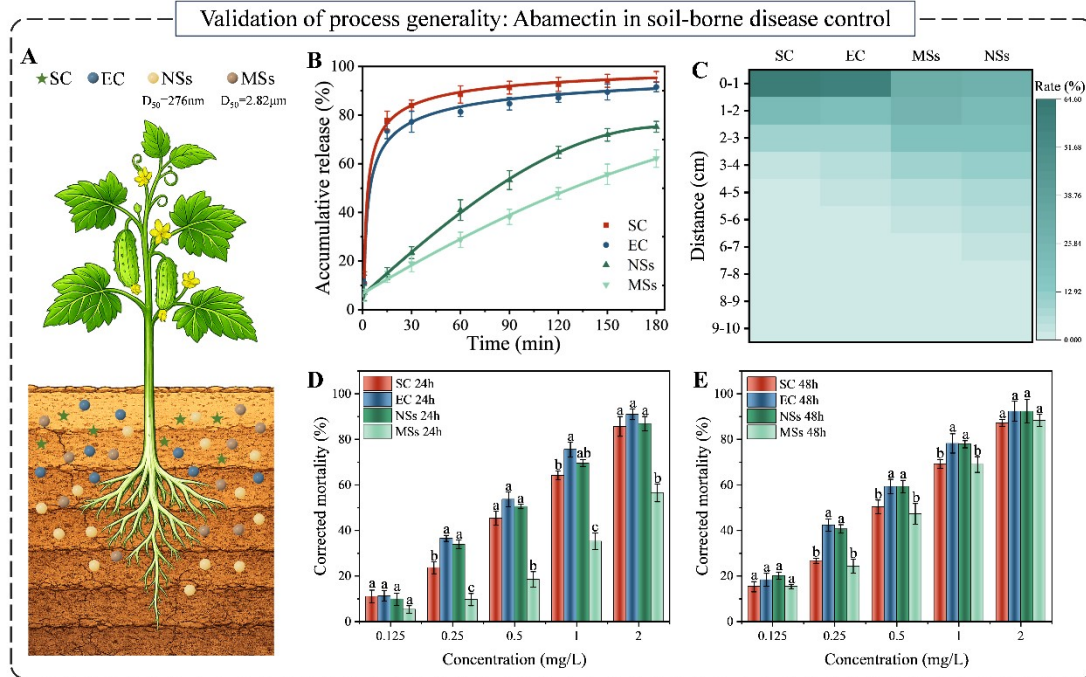 Validation of process generality: Abamectin in soil-borne disease control
A
SC EC NSs MSs
D50=276nm D50=2.82μm
B
Accumulative release (%)
100
80
60
40
20
0
SC
EC
NSs
MSs
0 30 60 90 120 150 180
Time (min)
C
SC EC MSs NSs
Distance (cm)
0-1
1-2
2-3
3-4
4-5
5-6
6-7
7-8
8-9
9-10
Rate (%)
64.60
51.68
38.76
25.84
12.92
0.000
D
Corrected mortality (%)
100
80
60
40
20
0
SC 24h
EC 24h
NSs 24h
MSs 24h
a a a a
b a a c
a a a b
b a ab c
a a a b
0.125 0.25 0.5 1 2
Concentration (mg/L)
E
Corrected mortality (%)
100
80
60
40
20
0
SC 48h
EC 48h
NSs 48h
MSs 48h
a a a a
b a a b
b a a b
b a a b
a a a a
0.125 0.25 0.5 1 2
Concentration (mg/L)